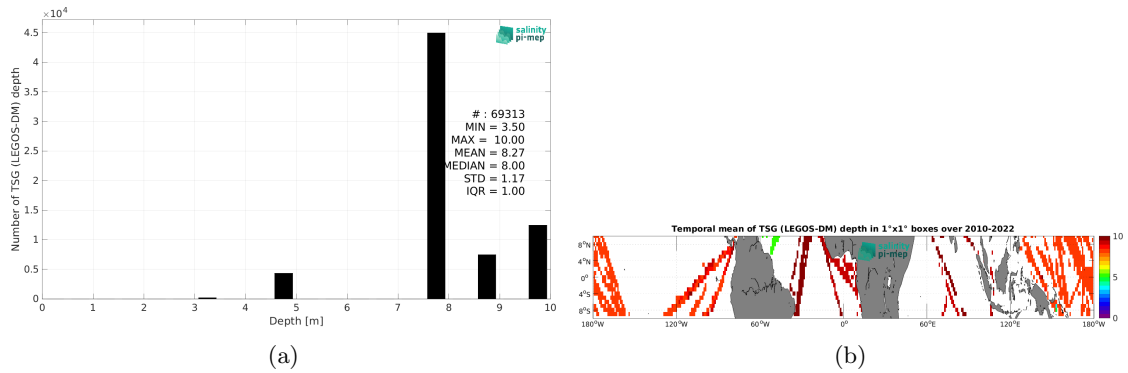 ×10⁴
4.5
4
3.5
3
2.5
2
1.5
1
0.5
0
Number of TSG (LEGOS-DM) depth
salinity
pi-mep
# : 69313
MIN = 3.50
MAX = 10.00
MEAN = 8.27
MEDIAN = 8.00
STD = 1.17
IQR = 1.00
0 1 2 3 4 5 6 7 8 9 10
Depth [m]
(a)
Temporal mean of TSG (LEGOS-DM) depth in 1°x1° boxes over 2010-2022
8°N
4°N
0°
4°S
8°S
salinity
pi-mep
180°W 120°W 60°W 0° 60°E 120°E 180°W
10
5
0
(b)